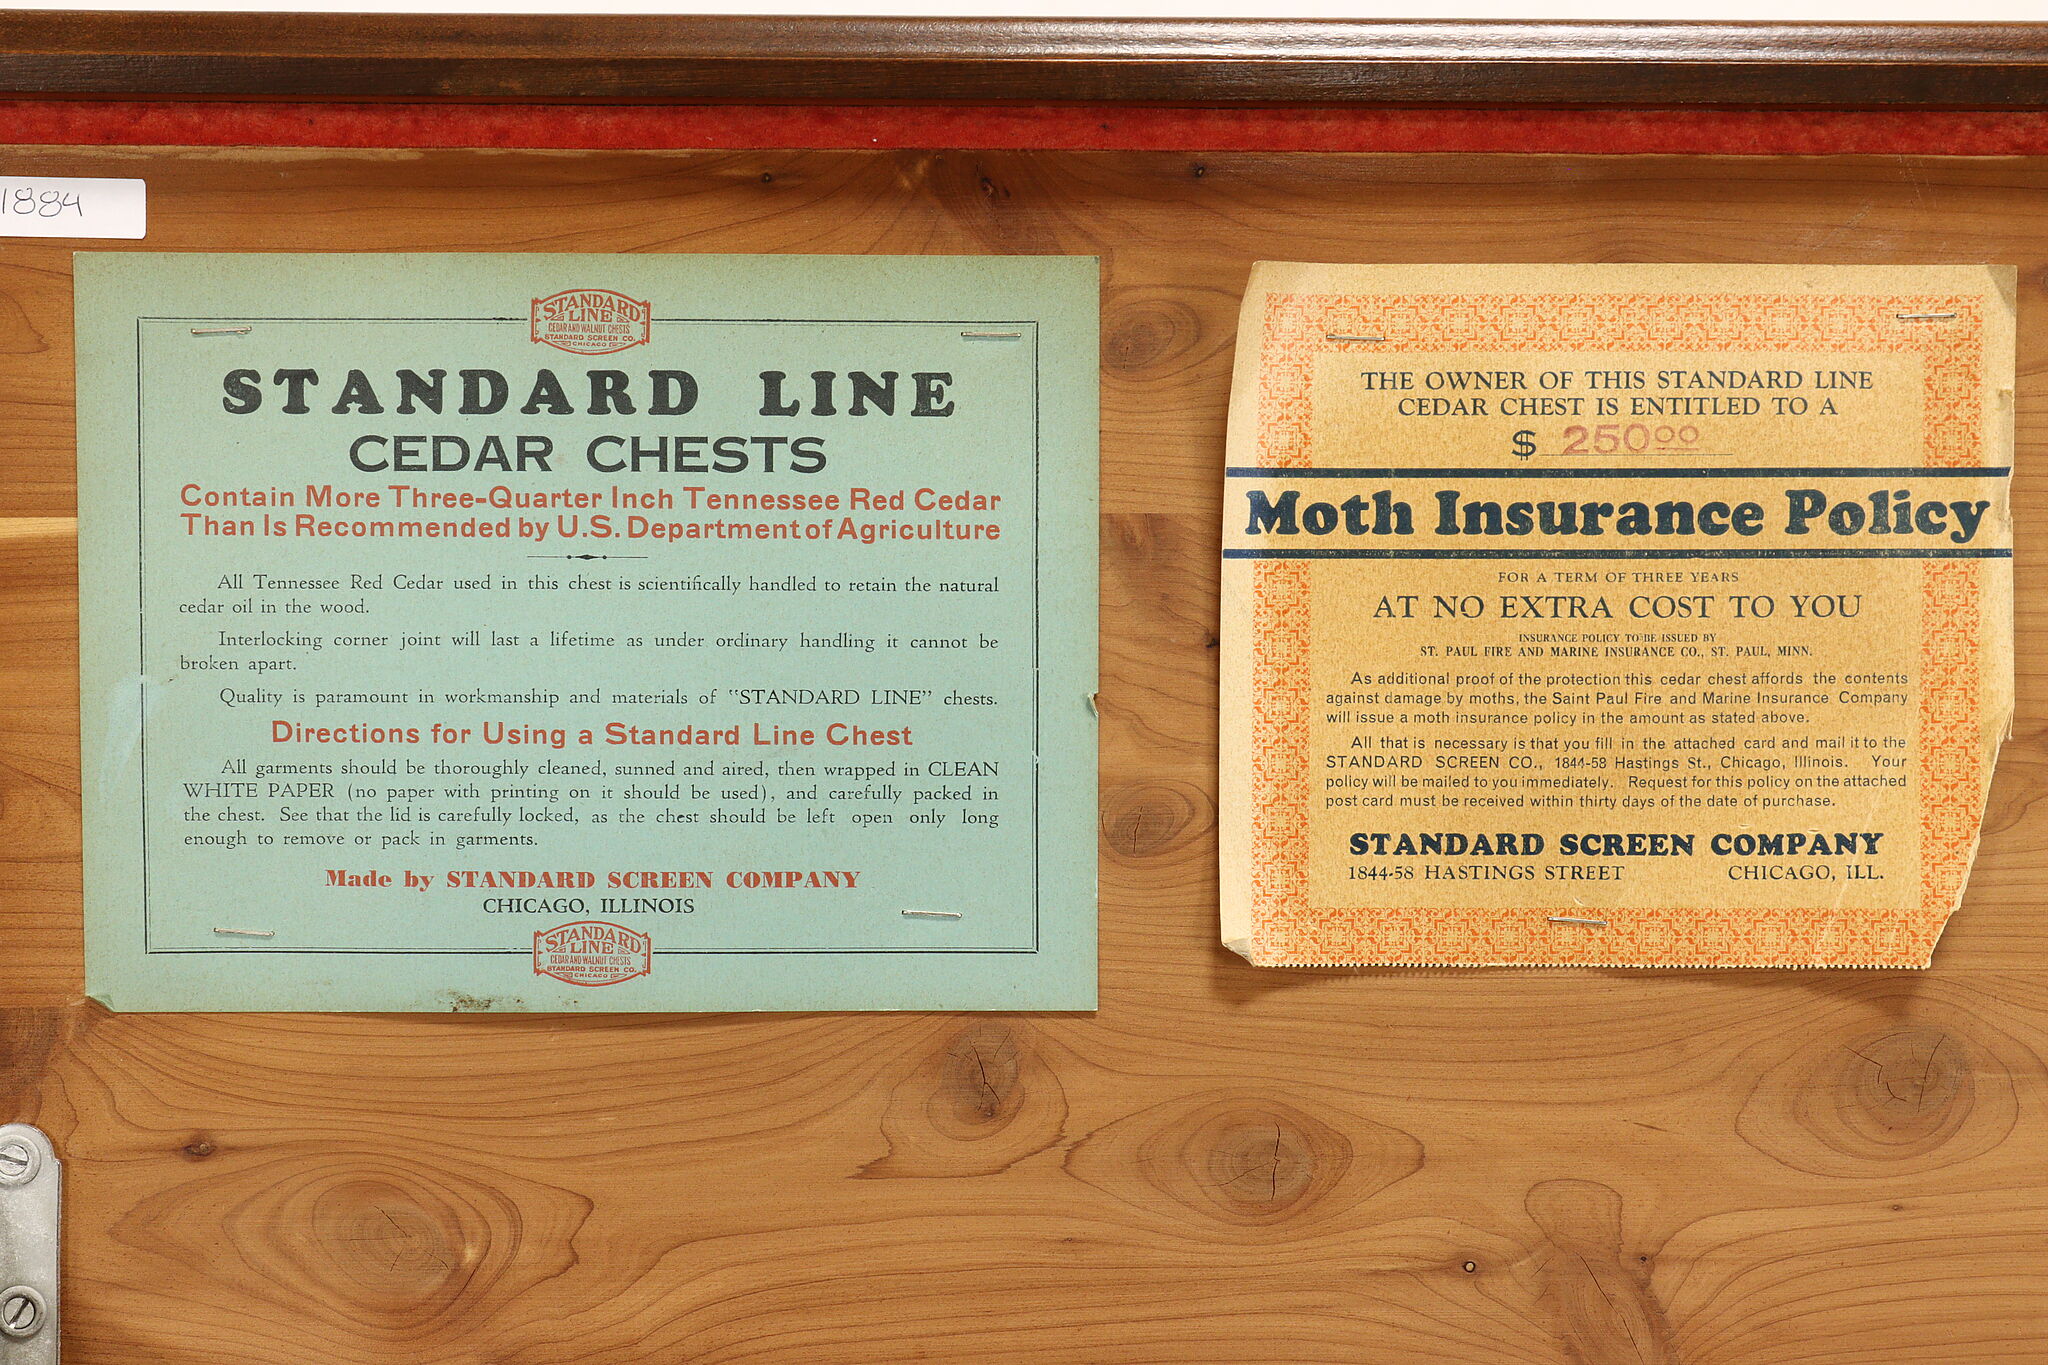 1884
STANDARD
LINE
CEDAR AND WALNUT CHESTS
STANDARD SCREEN CO.
CHICAGO
STANDARD LINE
CEDAR CHESTS
Contain More Three-Quarter Inch Tennessee Red Cedar
Than Is Recommended by U.S. Department of Agriculture
All Tennessee Red Cedar used in this chest is scientifically handled to retain the natural
cedar oil in the wood.
Interlocking corner joint will last a lifetime as under ordinary handling it cannot be
broken apart.
Quality is paramount in workmanship and materials of "STANDARD LINE" chests.
Directions for Using a Standard Line Chest
All garments should be thoroughly cleaned, sunned and aired, then wrapped in CLEAN
WHITE PAPER (no paper with printing on it should be used), and carefully packed in
the chest. See that the lid is carefully locked, as the chest should be left open only long
enough to remove or pack in garments.
Made by STANDARD SCREEN COMPANY
CHICAGO, ILLINOIS
STANDARD
LINE
CEDAR AND WALNUT CHESTS
STANDARD SCREEN CO.
CHICAGO
THE OWNER OF THIS STANDARD LINE
CEDAR CHEST IS ENTITLED TO A
$ 250 00
Moth Insurance Policy
FOR A TERM OF THREE YEARS
AT NO EXTRA COST TO YOU
INSURANCE POLICY TO BE ISSUED BY
ST. PAUL FIRE AND MARINE INSURANCE CO., ST. PAUL, MINN.
As additional proof of the protection this cedar chest affords the contents
against damage by moths, the Saint Paul Fire and Marine Insurance Company
will issue a moth insurance policy in the amount as stated above.
All that is necessary is that you fill in the attached card and mail it to the
STANDARD SCREEN CO., 1844-58 Hastings St., Chicago, Illinois. Your
policy will be mailed to you immediately. Request for this policy on the attached
post card must be received within thirty days of the date of purchase.
STANDARD SCREEN COMPANY
1844-58 HASTINGS STREET CHICAGO, ILL.